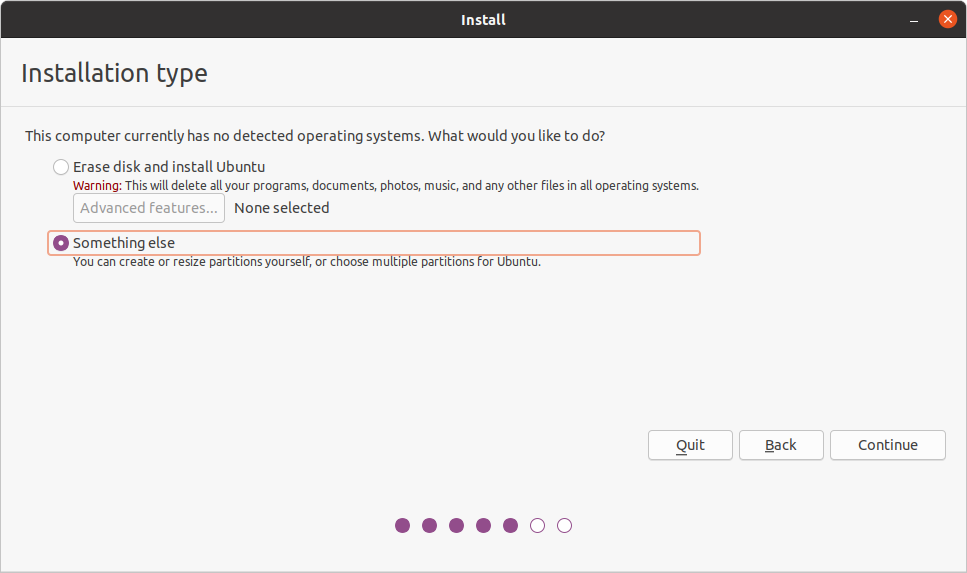 Install
Installation type
This computer currently has no detected operating systems. What would you like to do?
Erase disk and install Ubuntu
Warning: This will delete all your programs, documents, photos, music, and any other files in all operating systems.
Advanced features... None selected
Something else
You can create or resize partitions yourself, or choose multiple partitions for Ubuntu.
Quit Back Continue